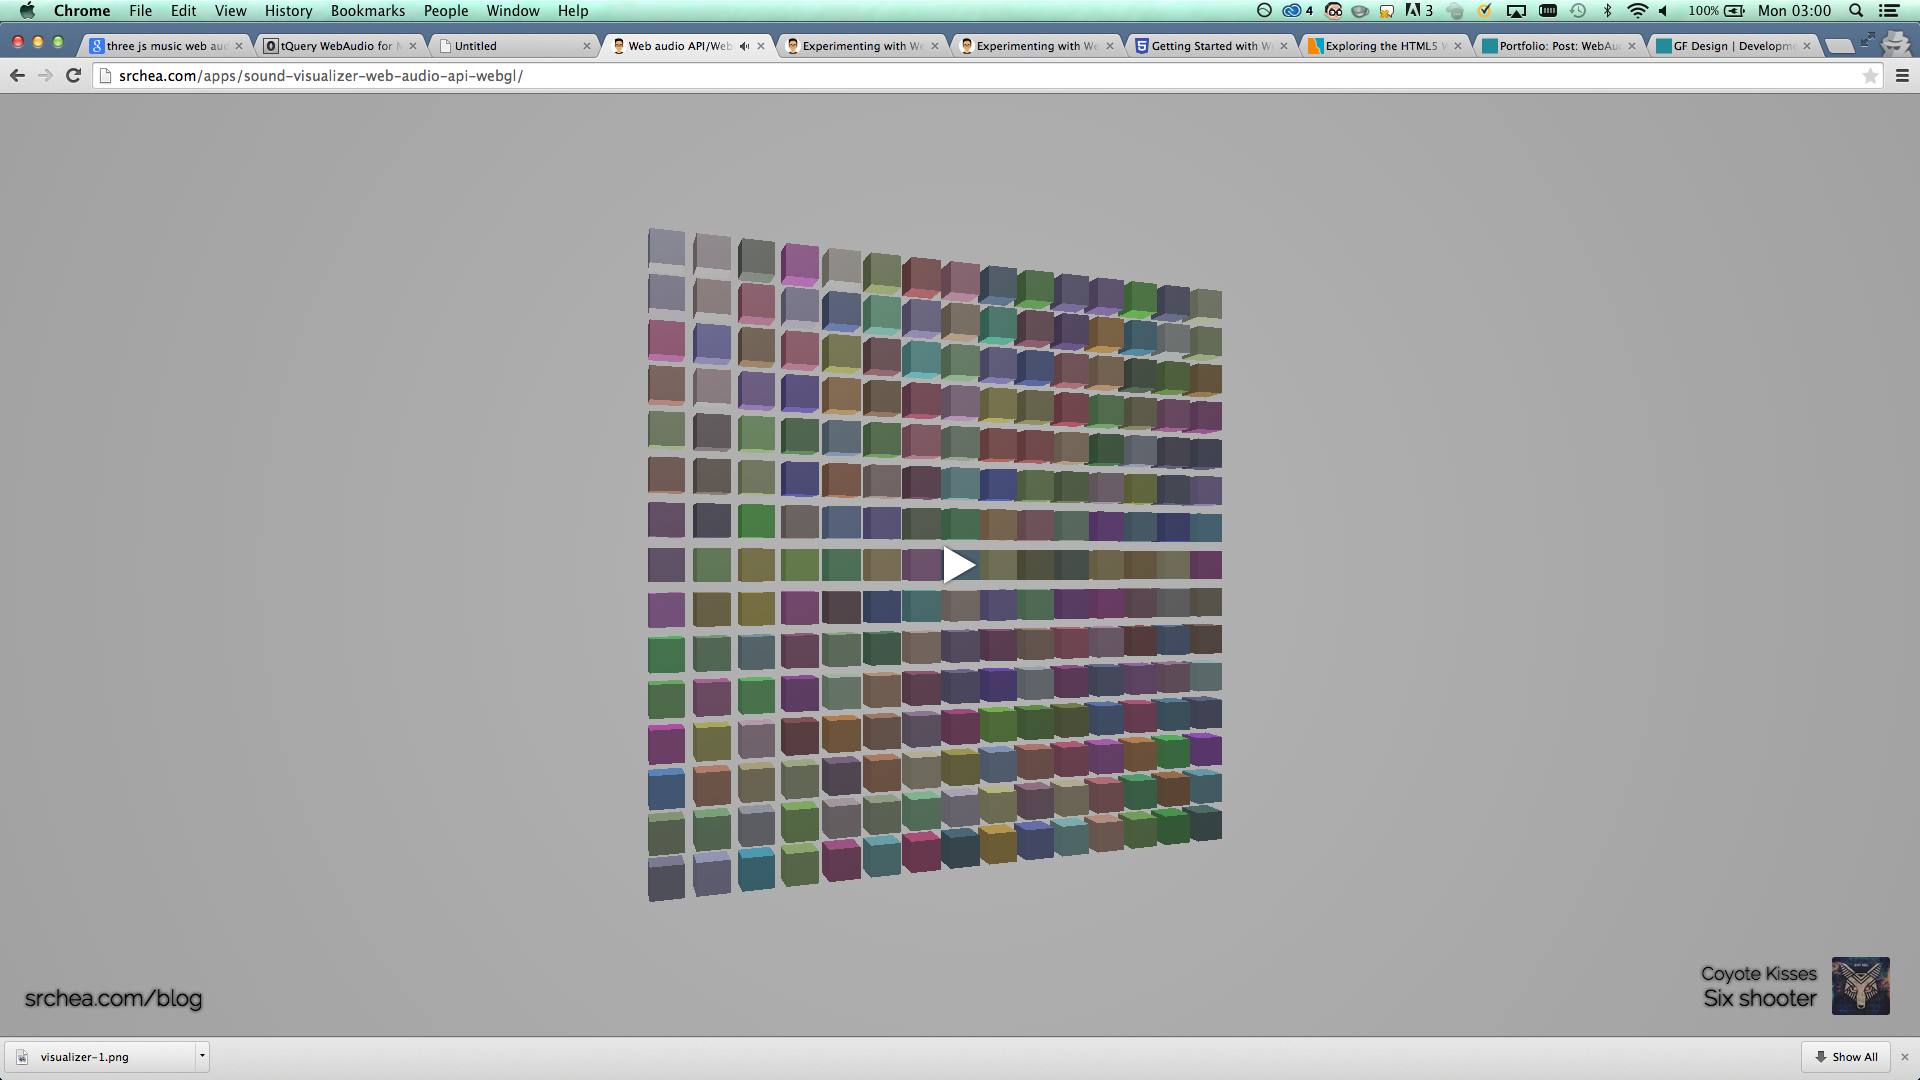 Chrome File Edit View History Bookmarks People Window Help 4 3 100% Mon 03:00
three js music web au
tQuery WebAudio for M
Untitled
Web audio API/Web
Experimenting with We
Experimenting with We
Getting Started with W
Exploring the HTML5 W
Portfolio: Post: WebAu
GF Design | Developme
srchea.com/apps/sound-visualizer-web-audio-api-webgl/
Coyote Kisses
Six shooter
srchea.com/blog
visualizer-1.png
Show All